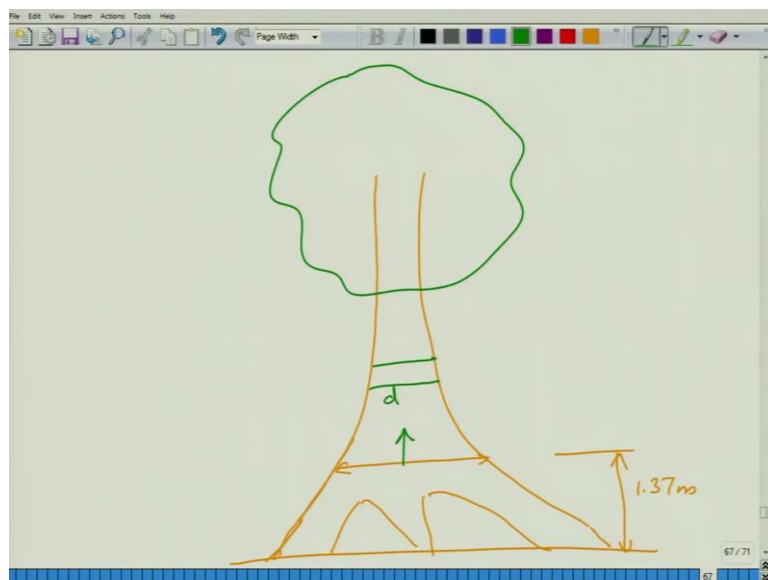 File Edit View Insert Actions Tools Help
Page Width
B I
d
1.37m
67 / 71
67